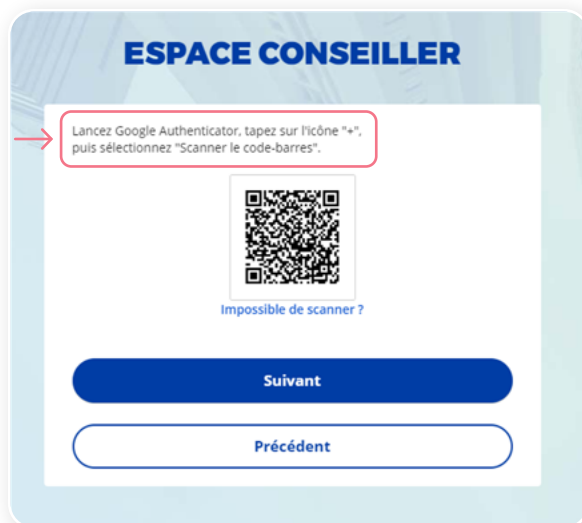 ESPACE CONSEILLER
Lancez Google Authenticator, tapez sur l'icône "+",
puis sélectionnez "Scanner le code-barres".
Impossible de scanner ?
Suivant
Précédent